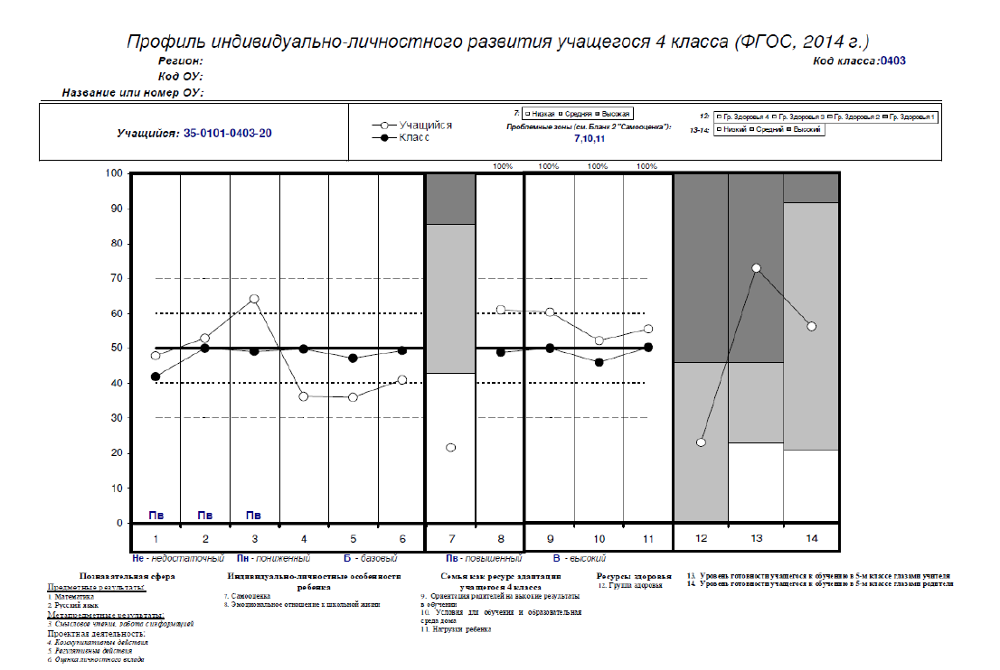 Профиль индивидуально-личностного развития учащегося 4 класса (ФГОС, 2014 г.)
Регион:
Код класса:0403
Код ОУ:
Название или номер ОУ:
Учащийся: 35-0101-0403-20
Учащийся
Класс
7: Низкая Средняя Высокая
Проблемные зоны (см. Бланк 2 "Самооценка"):
7,10,11
12: Гр. Здоровья 4 Гр. Здоровья 3 Гр. Здоровья 2 Гр. Здоровья 1
13-14: Низкий Средний Высокий
100% 100% 100% 100%
100
90
80
70
60
50
40
30
20
10
0
Пв Пв Пв
1 2 3 4 5 6 7 8 9 10 11 12 13 14
Не - недостаточный Пн - пониженный Б - базовый Пв - повышенный В - высокий
Познавательная сфера
Предметные результаты:
1. Математика
2. Русский язык
Метапредметные результаты:
3. Смысловое чтение, работа с информацией
Проектная деятельность:
4. Коммуникативные действия
5. Регулятивные действия
6. Оценка личностного вклада
Индивидуально-личностные особенности
ребенка
7. Самооценка
8. Эмоциональное отношение к школьной жизни
Семья как ресурс адаптации
учащегося 4 класса
9. Ориентация родителей на высокие результаты
в обучении
10. Условия для обучения и образовательная
среда дома
11. Нагрузки ребенка
Ресурсы здоровья
12. Группа здоровья
13. Уровень готовности учащегося к обучению в 5-м классе глазами учителя
14. Уровень готовности учащегося к обучению в 5-м классе глазами родителя